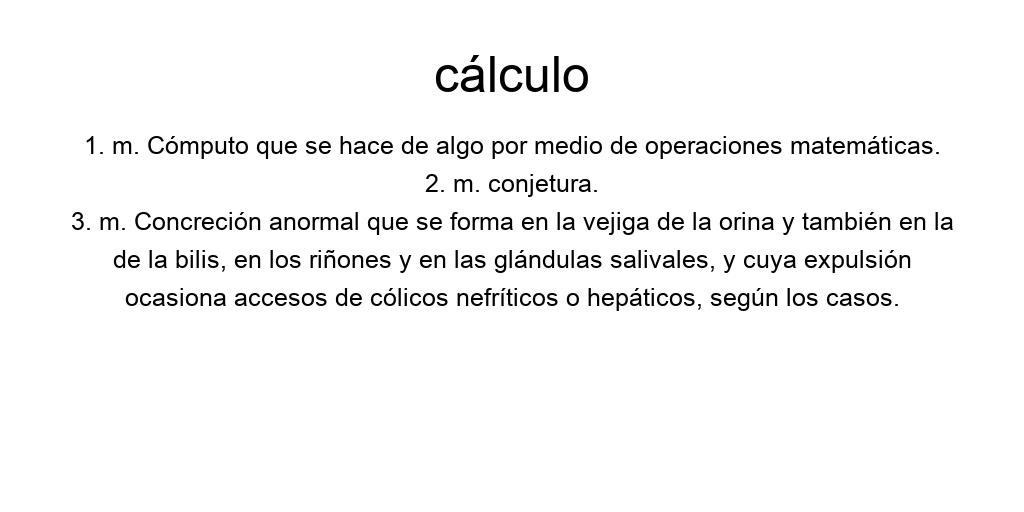 cálculo
1. m. Cómputo que se hace de algo por medio de operaciones matemáticas.
2. m. conjetura.
3. m. Concreción anormal que se forma en la vejiga de la orina y también en la
de la bilis, en los riñones y en las glándulas salivales, y cuya expulsión
ocasiona accesos de cólicos nefríticos o hepáticos, según los casos.